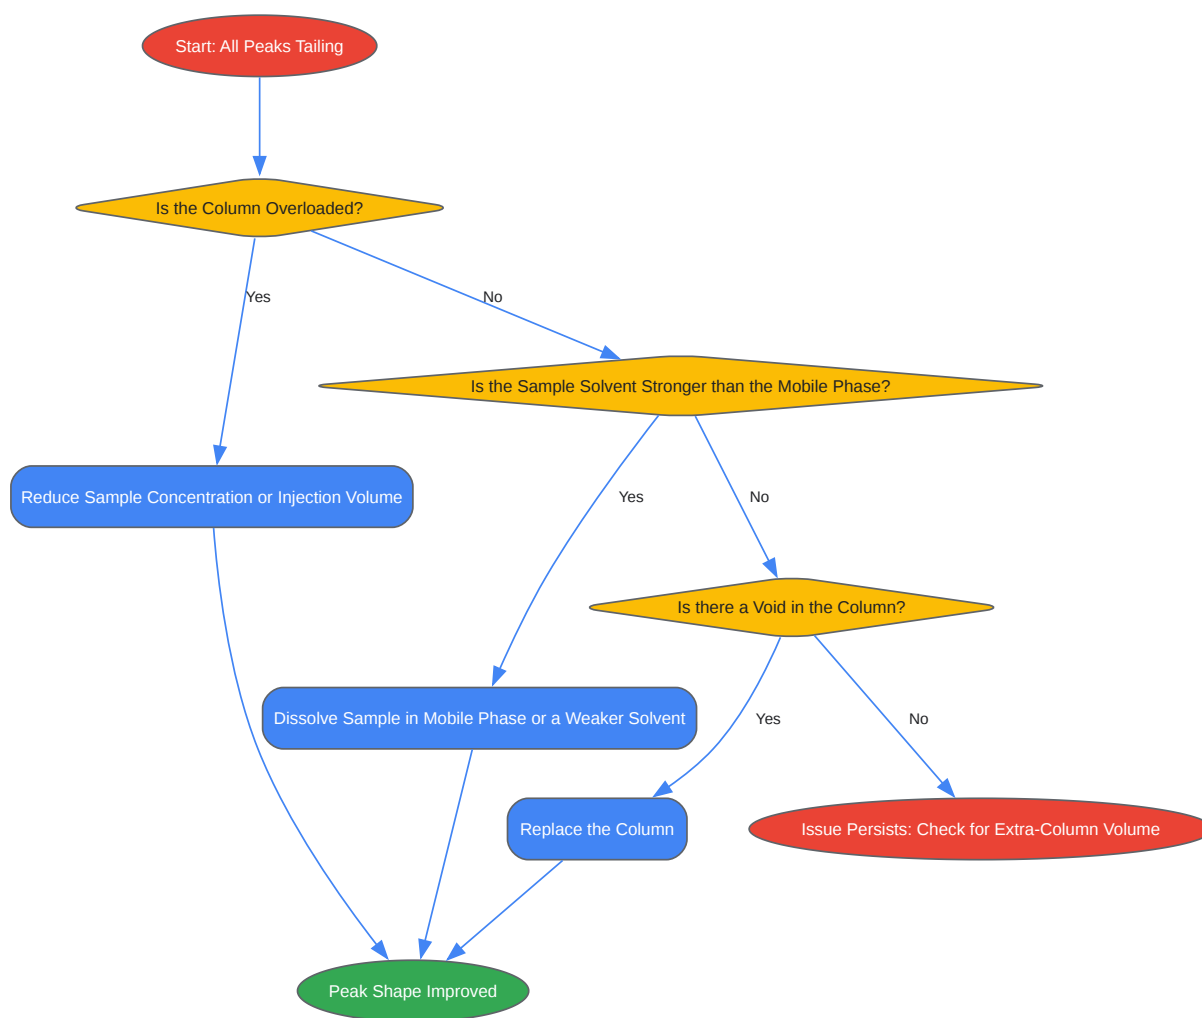 Start: All Peaks Tailing
Is the Column Overloaded?
Yes
No
Is the Sample Solvent Stronger than the Mobile Phase?
Reduce Sample Concentration or Injection Volume
Yes
No
Is there a Void in the Column?
Dissolve Sample in Mobile Phase or a Weaker Solvent
Yes
No
Replace the Column
Issue Persists: Check for Extra-Column Volume
Peak Shape Improved